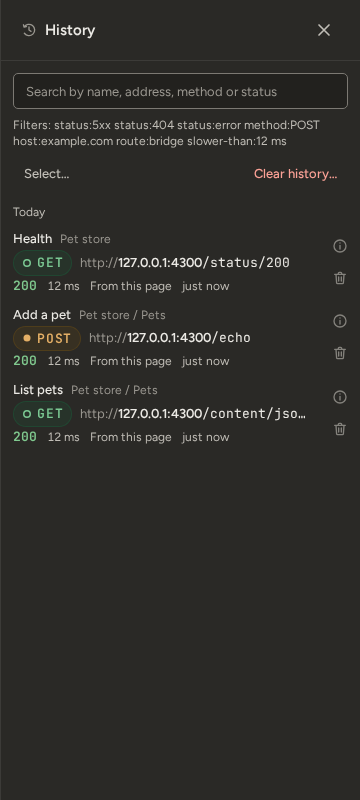 History
Search by name, address, method or status
Filters: status:5xx status:404 status:error method:POST
host:example.com route:bridge slower-than:12 ms
Select...
Clear history...
Today
Health Pet store
GET http://127.0.0.1:4300/status/200
200 12 ms From this page just now
Add a pet Pet store / Pets
POST http://127.0.0.1:4300/echo
200 12 ms From this page just now
List pets Pet store / Pets
GET http://127.0.0.1:4300/content/jso…
200 12 ms From this page just now